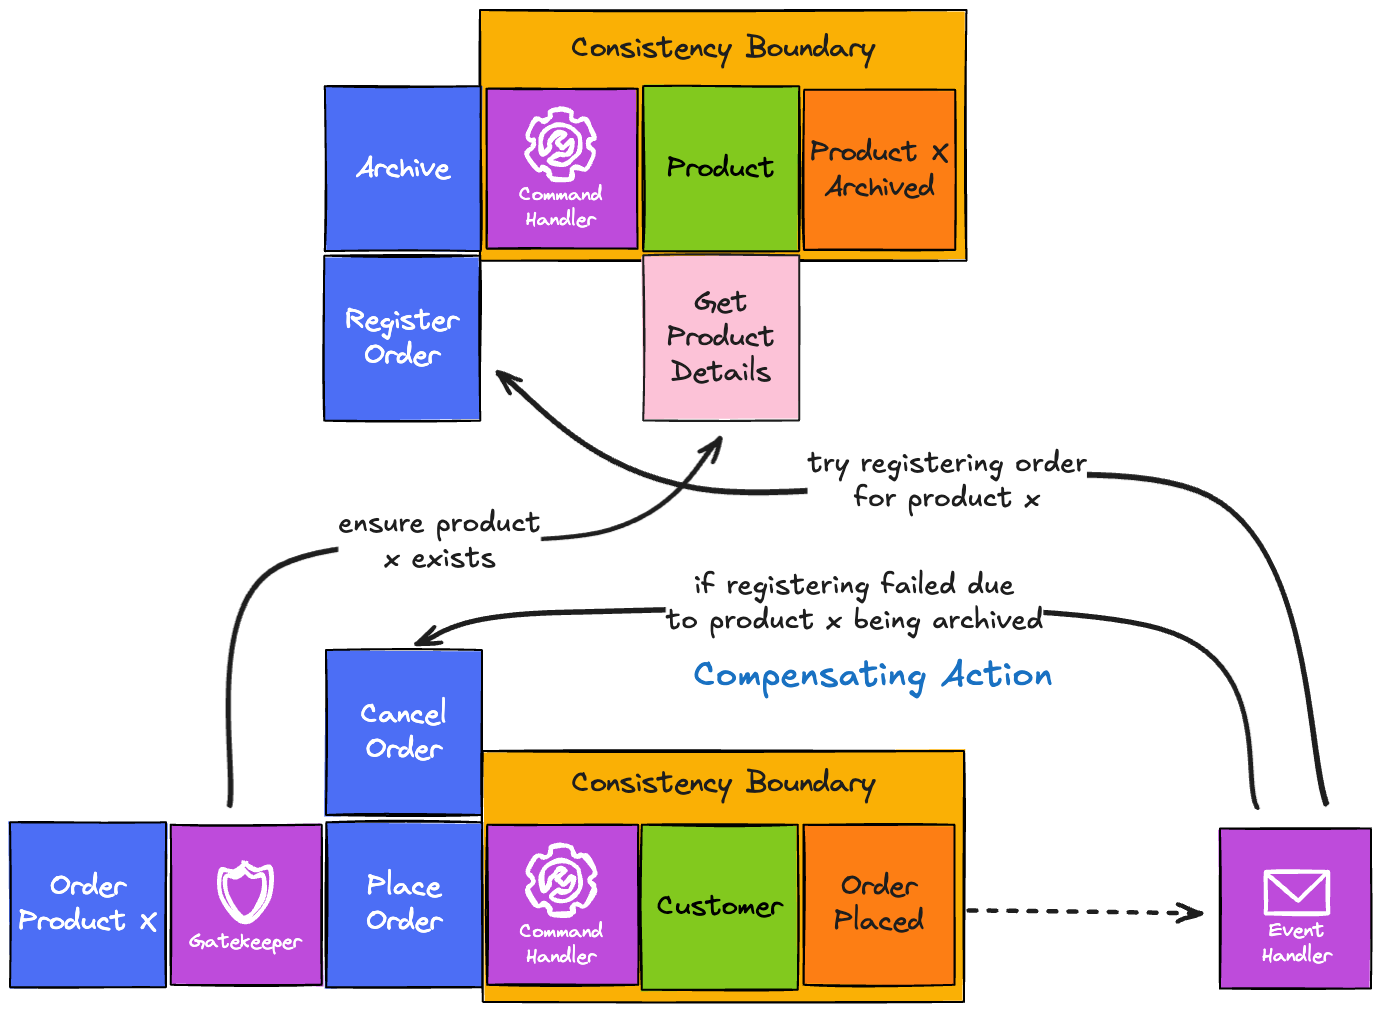 Consistency Boundary
Archive
Command
Handler
Product
Product X
Archived
Register
Order
Get
Product
Details
try registering order
for product x
ensure product
x exists
if registering failed due
to product x being archived
Compensating Action
Cancel
Order
Consistency Boundary
Order
Product X
Gatekeeper
Place
Order
Command
Handler
Customer
Order
Placed
Event
Handler